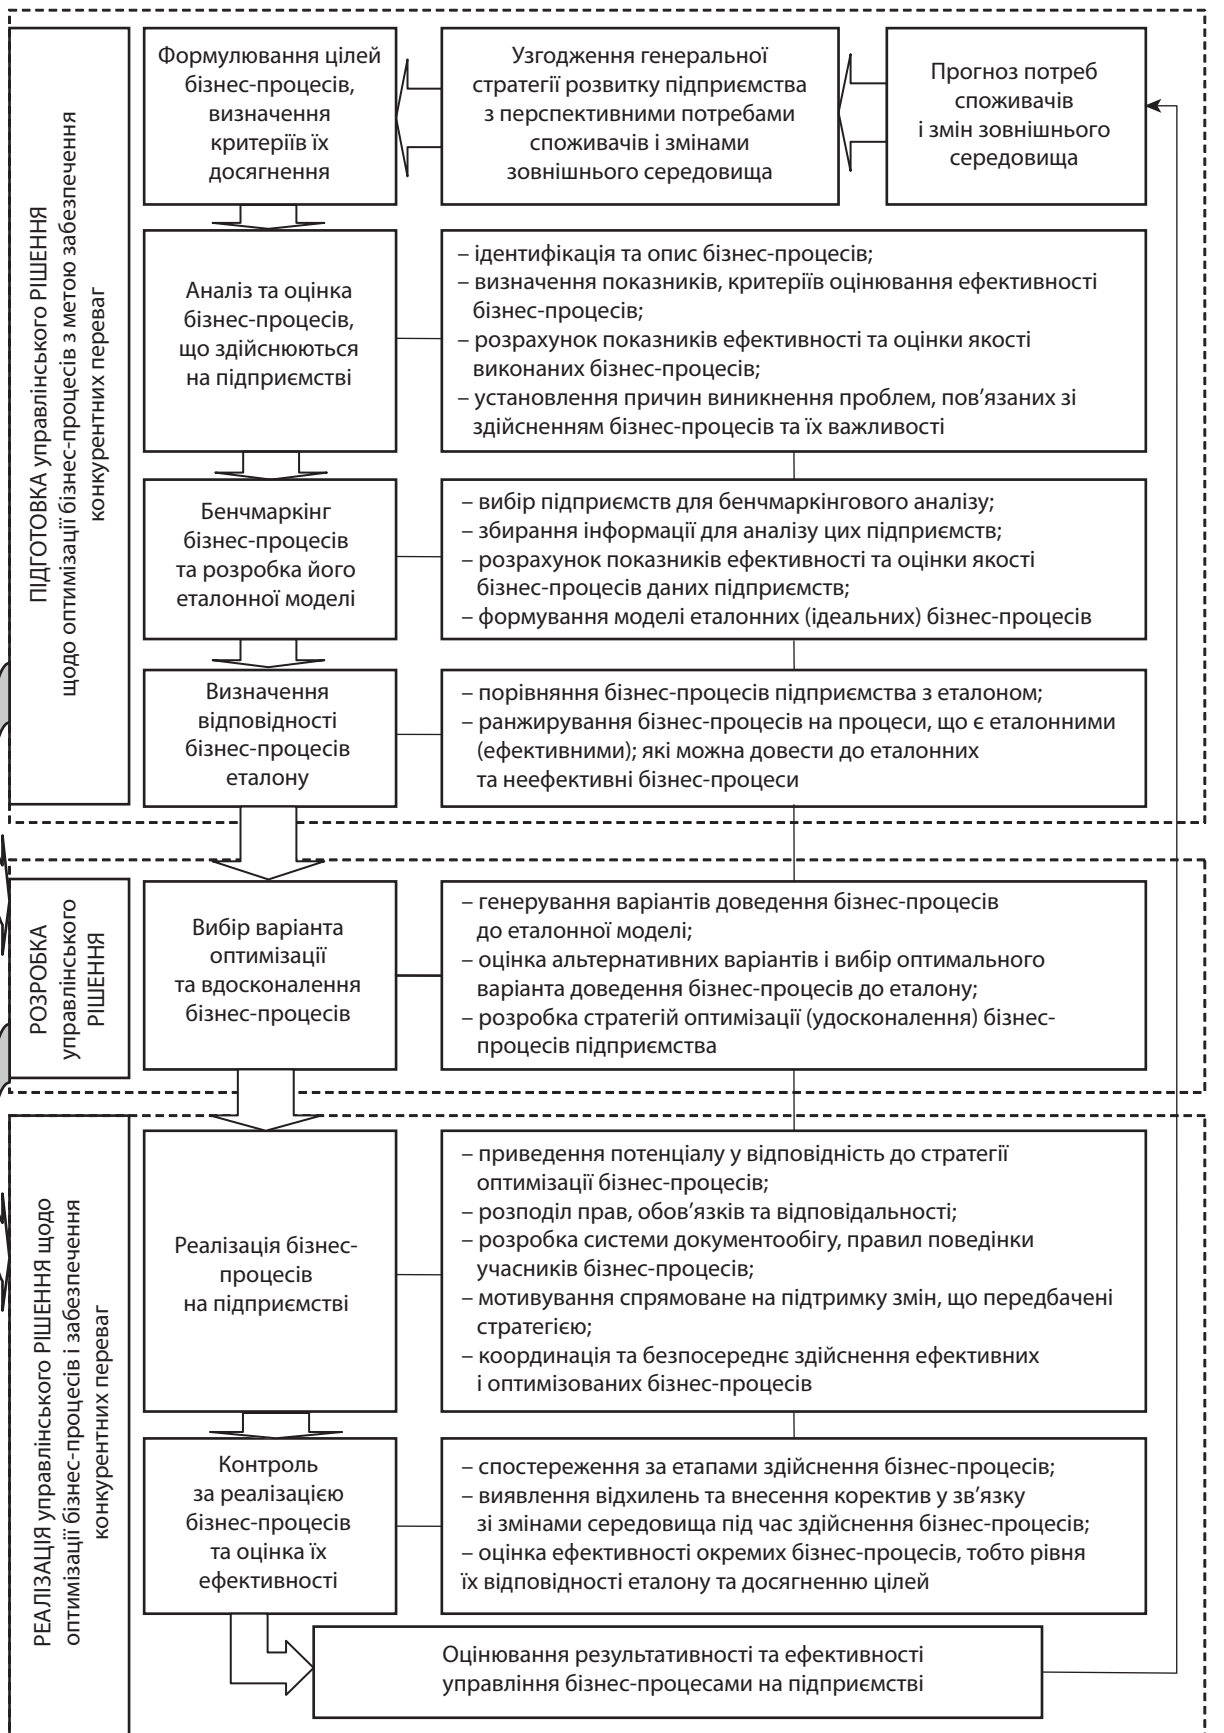 ПІДГОТОВКА управлінського РІШЕННЯ
щодо оптимізації бізнес-процесів з метою забезпечення
конкурентних переваг
Формулювання цілей
бізнес-процесів,
визначення
критеріїв їх
досягнення
Узгодження генеральної
стратегії розвитку підприємства
з перспективними потребами
споживачів і змінами
зовнішнього середовища
Прогноз потреб
споживачів
і змін зовнішнього
середовища
Аналіз та оцінка
бізнес-процесів,
що здійснюються
на підприємстві
– ідентифікація та опис бізнес-процесів;
– визначення показників, критеріїв оцінювання ефективності
бізнес-процесів;
– розрахунок показників ефективності та оцінки якості
виконаних бізнес-процесів;
– установлення причин виникнення проблем, пов’язаних зі
здійсненням бізнес-процесів та їх важливості
Бенчмаркінг
бізнес-процесів
та розробка його
еталонної моделі
– вибір підприємств для бенчмаркінгового аналізу;
– збирання інформації для аналізу цих підприємств;
– розрахунок показників ефективності та оцінки якості
бізнес-процесів даних підприємств;
– формування моделі еталонних (ідеальних) бізнес-процесів
Визначення
відповідності
бізнес-процесів
еталону
– порівняння бізнес-процесів підприємства з еталоном;
– ранжирування бізнес-процесів на процеси, що є еталонними
(ефективними); які можна довести до еталонних
та неефективні бізнес-процеси
РОЗРОБКА
управлінського
РІШЕННЯ
Вибір варіанта
оптимізації
та вдосконалення
бізнес-процесів
– генерування варіантів доведення бізнес-процесів
до еталонної моделі;
– оцінка альтернативних варіантів і вибір оптимального
варіанта доведення бізнес-процесів до еталону;
– розробка стратегій оптимізації (удосконалення) бізнес-
процесів підприємства
РЕАЛІЗАЦІЯ управлінського РІШЕННЯ щодо
оптимізації бізнес-процесів і забезпечення
конкурентних переваг
Реалізація бізнес-
процесів
на підприємстві
– приведення потенціалу у відповідність до стратегії
оптимізації бізнес-процесів;
– розподіл прав, обов’язків та відповідальності;
– розробка системи документообігу, правил поведінки
учасників бізнес-процесів;
– мотивування спрямоване на підтримку змін, що передбачені
стратегією;
– координація та безпосереднє здійснення ефективних
і оптимізованих бізнес-процесів
Контроль
за реалізацією
бізнес-процесів
та оцінка їх
ефективності
– спостереження за етапами здійснення бізнес-процесів;
– виявлення відхилень та внесення коректив у зв’язку
зі змінами середовища під час здійснення бізнес-процесів;
– оцінка ефективності окремих бізнес-процесів, тобто рівня
їх відповідності еталону та досягненню цілей
Оцінювання результативності та ефективності
управління бізнес-процесами на підприємстві